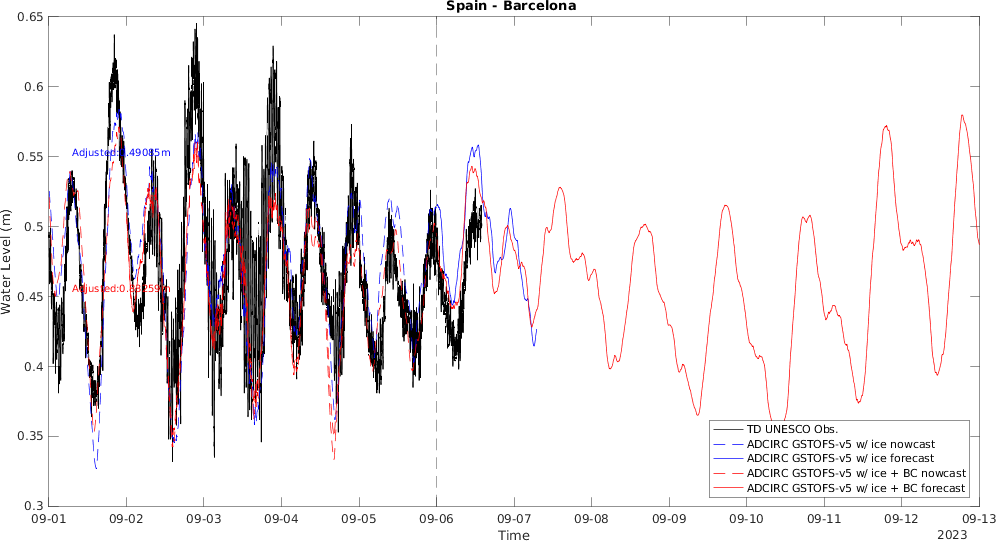 Spain - Barcelona
0.65
0.6
0.55
0.5
0.45
0.4
0.35
0.3
Water Level (m)
Adjusted:0.49085m
09-01
09-02
09-03
09-04
09-05
09-06
09-07
09-08
09-09
09-10
09-11
09-12
09-13
Time
2023
TD UNESCO Obs.
ADCIRC GSTOFS-v5 w/ ice nowcast
ADCIRC GSTOFS-v5 w/ ice forecast
ADCIRC GSTOFS-v5 w/ ice + BC nowcast
ADCIRC GSTOFS-v5 w/ ice + BC forecast